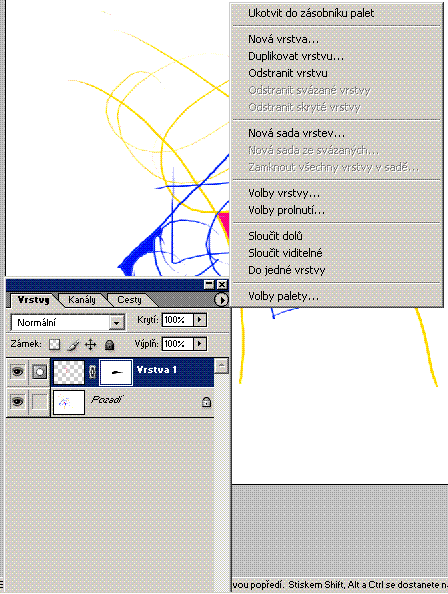 Ukotvit do zásobníku palet
Nová vrstva...
Duplikovat vrstvu...
Odstranit vrstvu
Odstranit svázané vrstvy
Odstranit skryté vrstvy
Nová sada vrstev...
Nová sada ze svázaných...
Zamknout všechny vrstvy v sadě...
Volby vrstvy...
Volby prolnutí...
Sloučit dolů
Sloučit viditelné
Do jedné vrstvy
Volby palety...
Vrstvy Kanály Cesty
Normální Krytí: 100%
Zámek: Výplň: 100%
Vrstva 1
Pozadí
vou popředí. Stiskem Shift, Alt a Ctrl se dostanete na